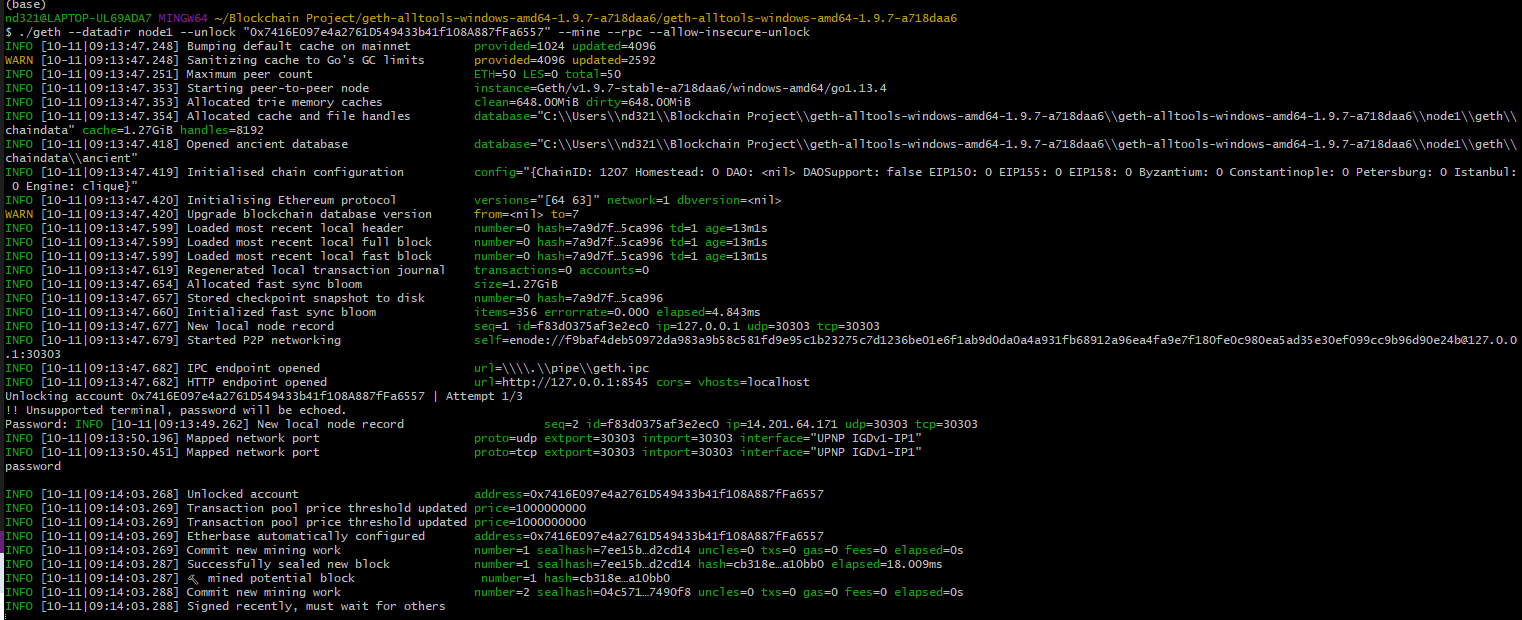 (base)
nd321@LAPTOP-UL69ADA7 MINGW64 ~/Blockchain Project/geth-alltools-windows-amd64-1.9.7-a718daa6/geth-alltools-windows-amd64-1.9.7-a718daa6
$ ./geth --datadir node1 --unlock "0x7416E097e4a2761D549433b41f108A887fFa6557" --mine --rpc --allow-insecure-unlock
INFO [10-11|09:13:47.248] Bumping default cache on mainnet provided=1024 updated=4096
WARN [10-11|09:13:47.248] Sanitizing cache to Go's GC limits provided=4096 updated=2592
INFO [10-11|09:13:47.251] Maximum peer count ETH=50 LES=0 total=50
INFO [10-11|09:13:47.353] Starting peer-to-peer node instance=Geth/v1.9.7-stable-a718daa6/windows-amd64/go1.13.4
INFO [10-11|09:13:47.353] Allocated trie memory caches clean=648.00MiB dirty=648.00MiB
INFO [10-11|09:13:47.354] Allocated cache and file handles database="C:\\Users\\nd321\\Blockchain Project\\geth-alltools-windows-amd64-1.9.7-a718daa6\\geth-alltools-windows-amd64-1.9.7-a718daa6\\node1\\geth\\
chaindata" cache=1.27GiB handles=8192
INFO [10-11|09:13:47.418] Opened ancient database database="C:\\Users\\nd321\\Blockchain Project\\geth-alltools-windows-amd64-1.9.7-a718daa6\\geth-alltools-windows-amd64-1.9.7-a718daa6\\node1\\geth\\
chaindata\\ancient"
INFO [10-11|09:13:47.419] Initialised chain configuration config="{ChainID: 1207 Homestead: 0 DAO: <nil> DAOSupport: false EIP150: 0 EIP155: 0 EIP158: 0 Byzantium: 0 Constantinople: 0 Petersburg: 0 Istanbul:
0 Engine: clique}"
INFO [10-11|09:13:47.420] Initialising Ethereum protocol versions="[64 63]" network=1 dbversion=<nil>
WARN [10-11|09:13:47.420] Upgrade blockchain database version from=<nil> to=7
INFO [10-11|09:13:47.599] Loaded most recent local header number=0 hash=7a9d7f…5ca996 td=1 age=13m1s
INFO [10-11|09:13:47.599] Loaded most recent local full block number=0 hash=7a9d7f…5ca996 td=1 age=13m1s
INFO [10-11|09:13:47.599] Loaded most recent local fast block number=0 hash=7a9d7f…5ca996 td=1 age=13m1s
INFO [10-11|09:13:47.619] Regenerated local transaction journal transactions=0 accounts=0
INFO [10-11|09:13:47.654] Allocated fast sync bloom size=1.27GiB
INFO [10-11|09:13:47.657] Stored checkpoint snapshot to disk number=0 hash=7a9d7f…5ca996
INFO [10-11|09:13:47.660] Initialized fast sync bloom items=356 errorrate=0.000 elapsed=4.843ms
INFO [10-11|09:13:47.677] New local node record seq=1 id=f83d0375af3e2ec0 ip=127.0.0.1 udp=30303 tcp=30303
INFO [10-11|09:13:47.679] Started P2P networking self=enode://f9baf4deb50972da983a9b58c581fd9e95c1b23275c7d1236be01e6f1ab9d0da0a4a931fb68912a96ea4fa9e7f180fe0c980ea5ad35e30ef099cc9b96d90e24b@127.0.0
.1:30303
INFO [10-11|09:13:47.682] IPC endpoint opened url=\\\\.\\pipe\\geth.ipc
INFO [10-11|09:13:47.682] HTTP endpoint opened url=http://127.0.0.1:8545 cors= vhosts=localhost
Unlocking account 0x7416E097e4a2761D549433b41f108A887fFa6557 | Attempt 1/3
!! Unsupported terminal, password will be echoed.
Password: INFO [10-11|09:13:49.262] New local node record seq=2 id=f83d0375af3e2ec0 ip=14.201.64.171 udp=30303 tcp=30303
INFO [10-11|09:13:50.196] Mapped network port proto=udp extport=30303 intport=30303 interface="UPNP IGDv1-IP1"
INFO [10-11|09:13:50.451] Mapped network port proto=tcp extport=30303 intport=30303 interface="UPNP IGDv1-IP1"
password
INFO [10-11|09:14:03.268] Unlocked account address=0x7416E097e4a2761D549433b41f108A887fFa6557
INFO [10-11|09:14:03.269] Transaction pool price threshold updated price=1000000000
INFO [10-11|09:14:03.269] Transaction pool price threshold updated price=1000000000
INFO [10-11|09:14:03.269] Etherbase automatically configured address=0x7416E097e4a2761D549433b41f108A887fFa6557
INFO [10-11|09:14:03.269] Commit new mining work number=1 sealhash=7ee15b…d2cd14 uncles=0 txs=0 gas=0 fees=0 elapsed=0s
INFO [10-11|09:14:03.287] Successfully sealed new block number=1 sealhash=7ee15b…d2cd14 hash=cb318e…a10bb0 elapsed=18.009ms
INFO [10-11|09:14:03.287] 🔨 mined potential block number=1 hash=cb318e…a10bb0
INFO [10-11|09:14:03.288] Commit new mining work number=2 sealhash=04c571…7490f8 uncles=0 txs=0 gas=0 fees=0 elapsed=0s
INFO [10-11|09:14:03.288] Signed recently, must wait for others